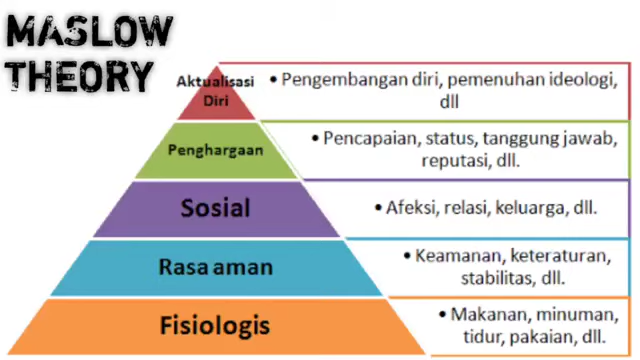 MASLOW
THEORY
Aktualisasi
Diri
• Pengembangan diri, pemenuhan ideologi,
dll
Penghargaan
• Pencapaian, status, tanggung jawab,
reputasi, dll.
Sosial
• Afeksi, relasi, keluarga, dll.
Rasa aman
• Keamanan, keteraturan,
stabilitas, dll.
Fisiologis
• Makanan, minuman,
tidur, pakaian, dll.